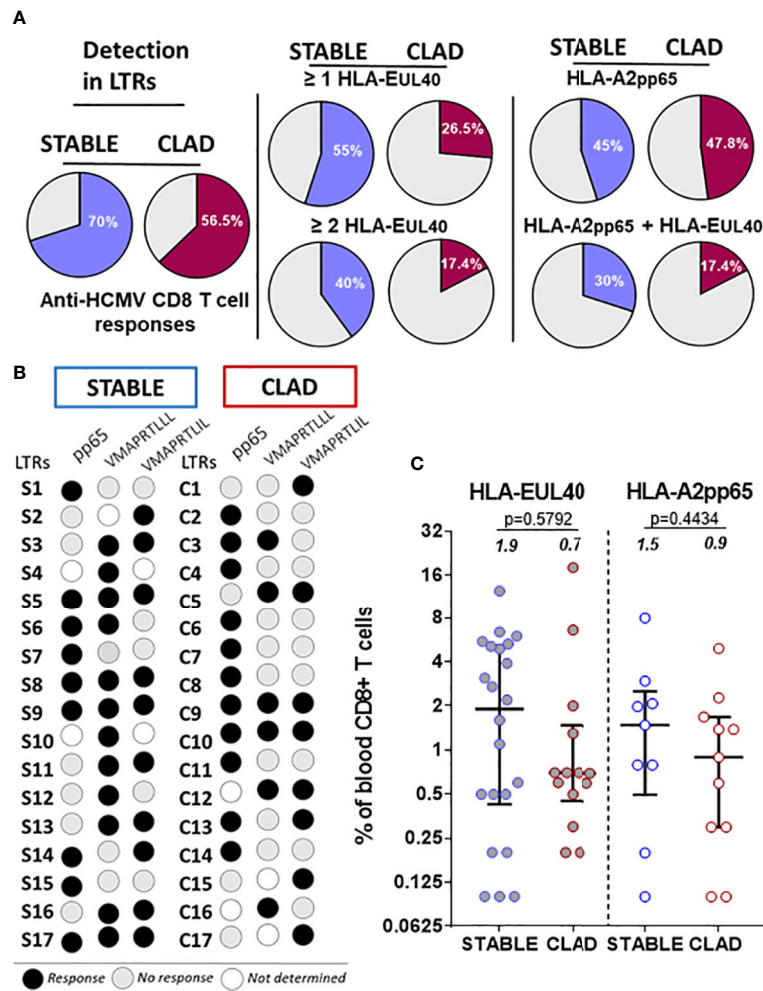 A
Detection
in LTRs
STABLE CLAD
70% 56.5%
Anti-HCMV CD8 T cell
responses
STABLE CLAD
≥ 1 HLA-EUL40
55% 26.5%
≥ 2 HLA-EUL40
40% 17.4%
STABLE CLAD
HLA-A2pp65
45% 47.8%
HLA-A2pp65 + HLA-EUL40
30% 17.4%
B
STABLE CLAD
LTRs pp65 VMAPRTLLL VMAPRTLIL LTRs pp65 VMAPRTLLL VMAPRTLIL
S1 C1
S2 C2
S3 C3
S4 C4
S5 C5
S6 C6
S7 C7
S8 C8
S9 C9
S10 C10
S11 C11
S12 C12
S13 C13
S14 C14
S15 C15
S16 C16
S17 C17
Response No response Not determined
C
HLA-EUL40 HLA-A2pp65
p=0.5792 p=0.4434
1.9 0.7 1.5 0.9
% of blood CD8+ T cells
32
16
8
4
2
1
0.5
0.25
0.125
0.0625
STABLE CLAD STABLE CLAD